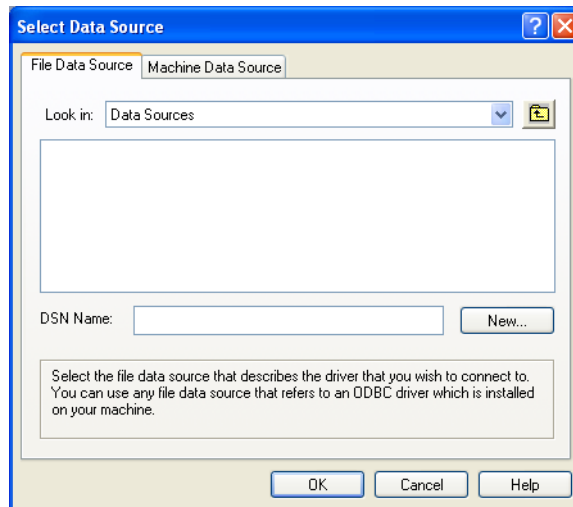 Select Data Source
File Data Source Machine Data Source
Look in: Data Sources
DSN Name: New...
Select the file data source that describes the driver that you wish to connect to.
You can use any file data source that refers to an ODBC driver which is installed
on your machine.
OK Cancel Help